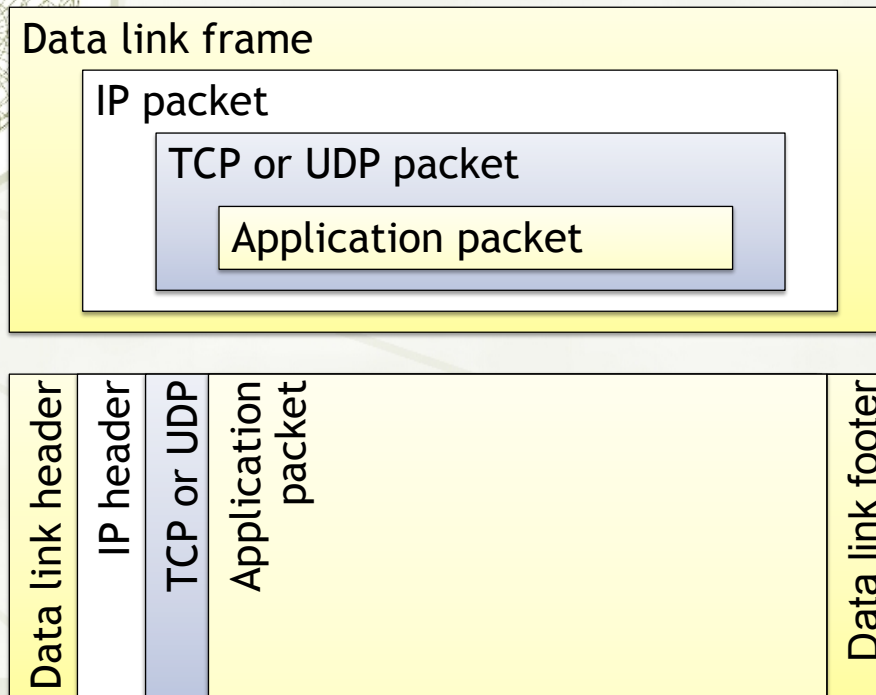 Data link frame
IP packet
TCP or UDP packet
Application packet
Data link header
IP header
TCP or UDP
Application
packet
Data link footer